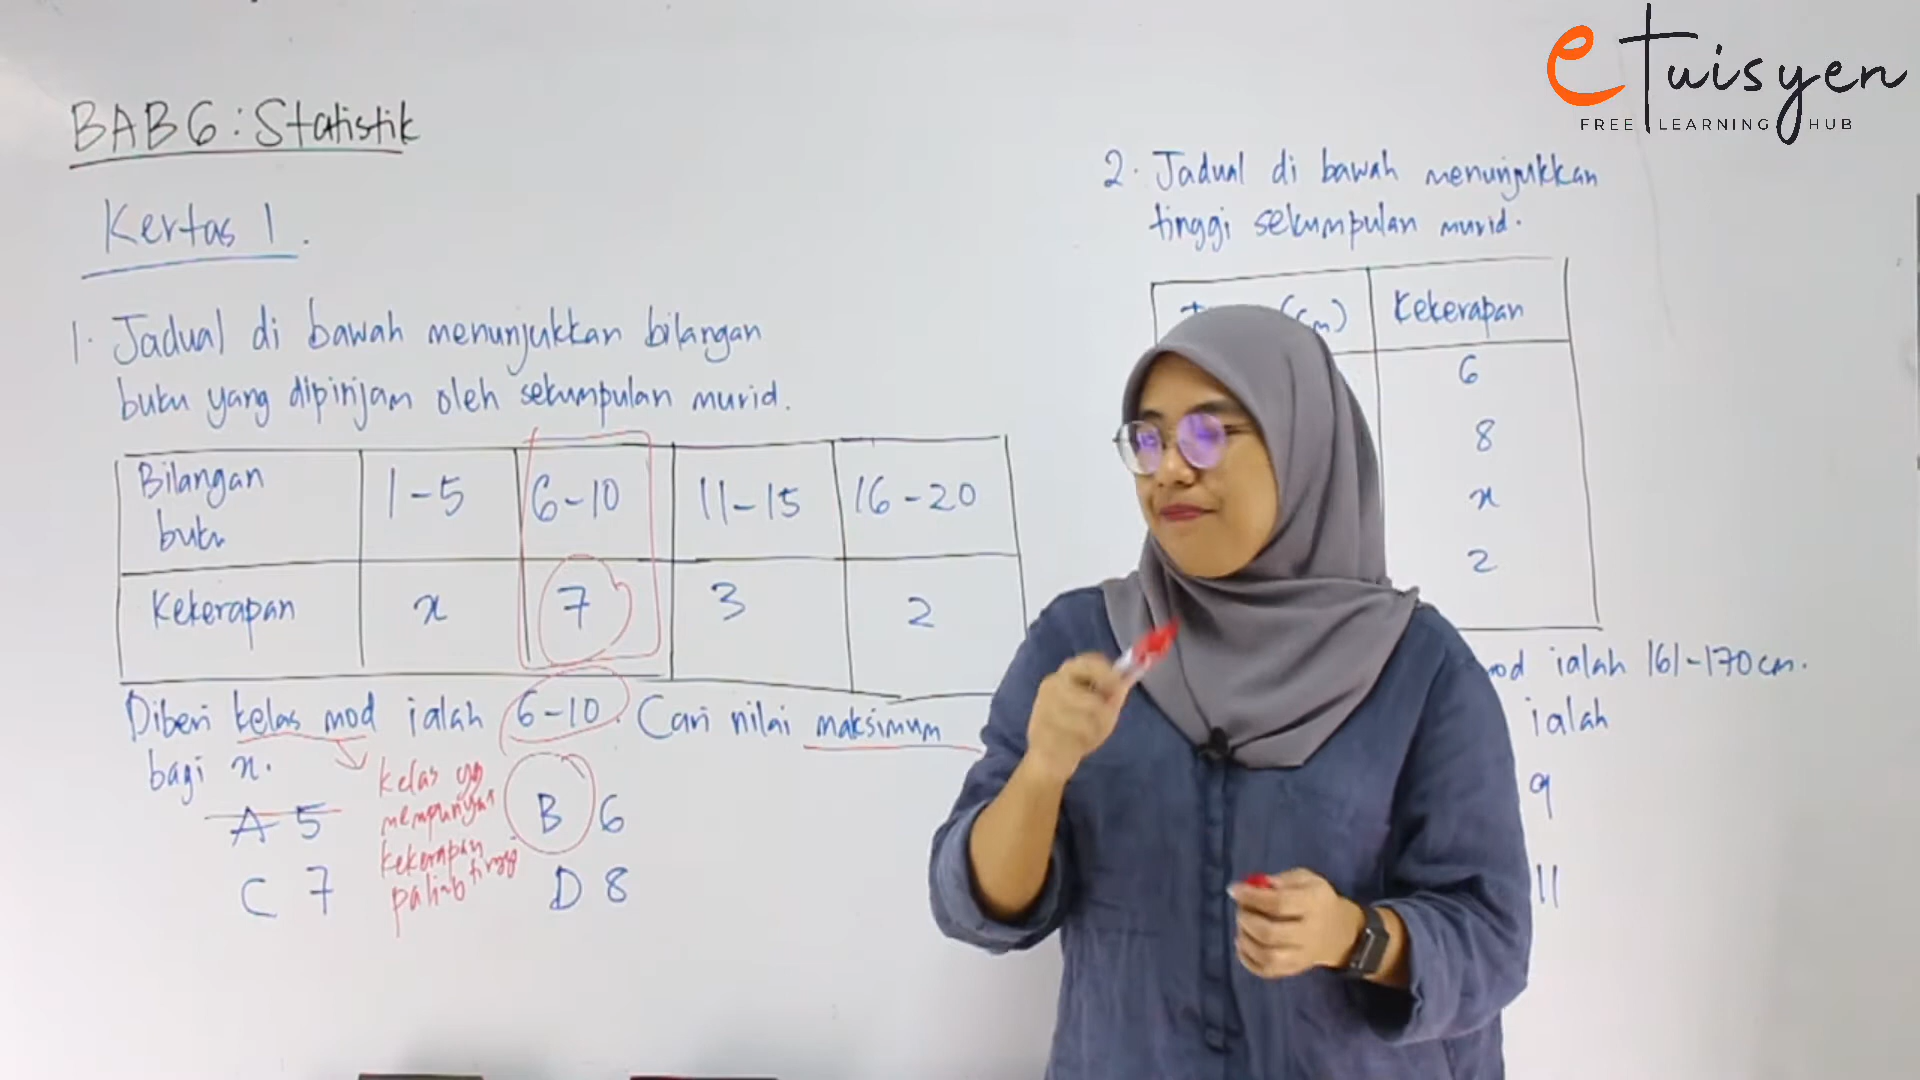 eTuisyen
FREE LEARNING HUB
BAB 6 : Statistik
Kertas 1.
1. Jadual di bawah menunjukkan bilangan
buku yang dipinjam oleh sekumpulan murid.
Bilangan buku 1-5 6-10 11-15 16-20
Kekerapan x 7 3 2
Diberi kelas mod ialah 6-10. Cari nilai maksimum
bagi x.
A 5
B 6
C 7
D 8
kelas yg
mempunyai
kekerapan
paling tinggi
2. Jadual di bawah menunjukkan
tinggi sekumpulan murid.
(cm) Kekerapan
6
8
x
2
mod ialah 161-170 cm.
ialah
9
11